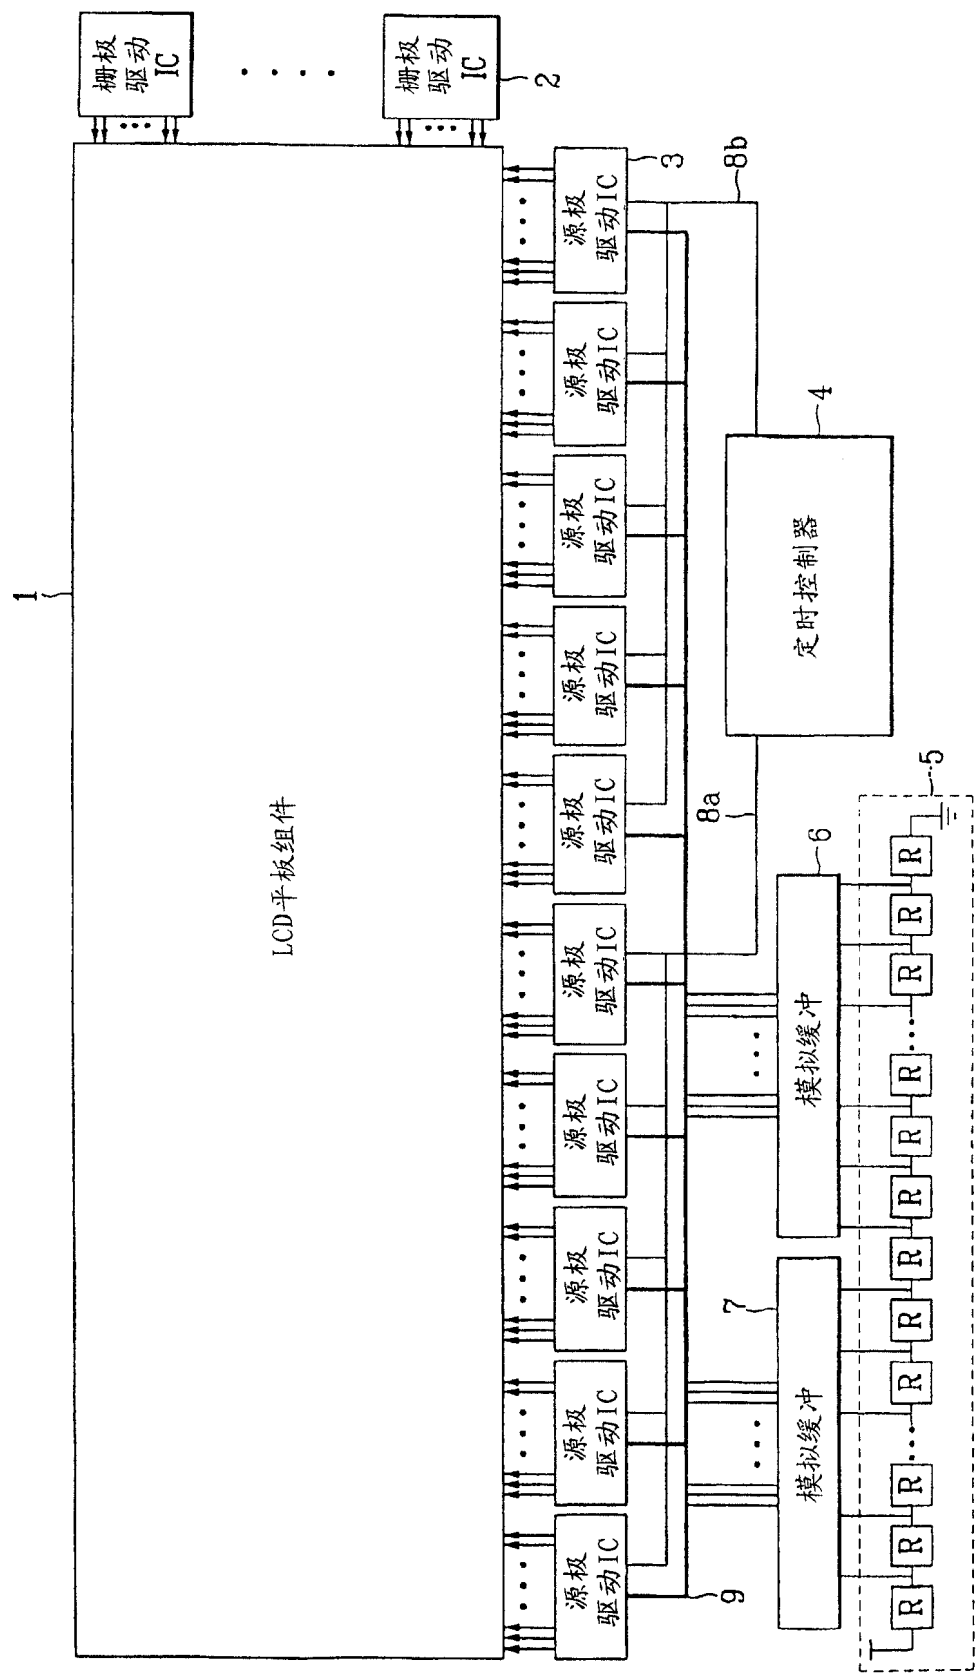 1
LCD平板组件
栅极
驱动
IC
栅极
驱动
IC
2
源极
驱动IC
源极
驱动IC
源极
驱动IC
源极
驱动IC
源极
驱动IC
源极
驱动IC
源极
驱动IC
源极
驱动IC
源极
驱动IC
源极
驱动IC
3
9
7
8a
8b
模拟缓冲
模拟缓冲
6
定时控制器
4
R R R R R R R R R R R R
5